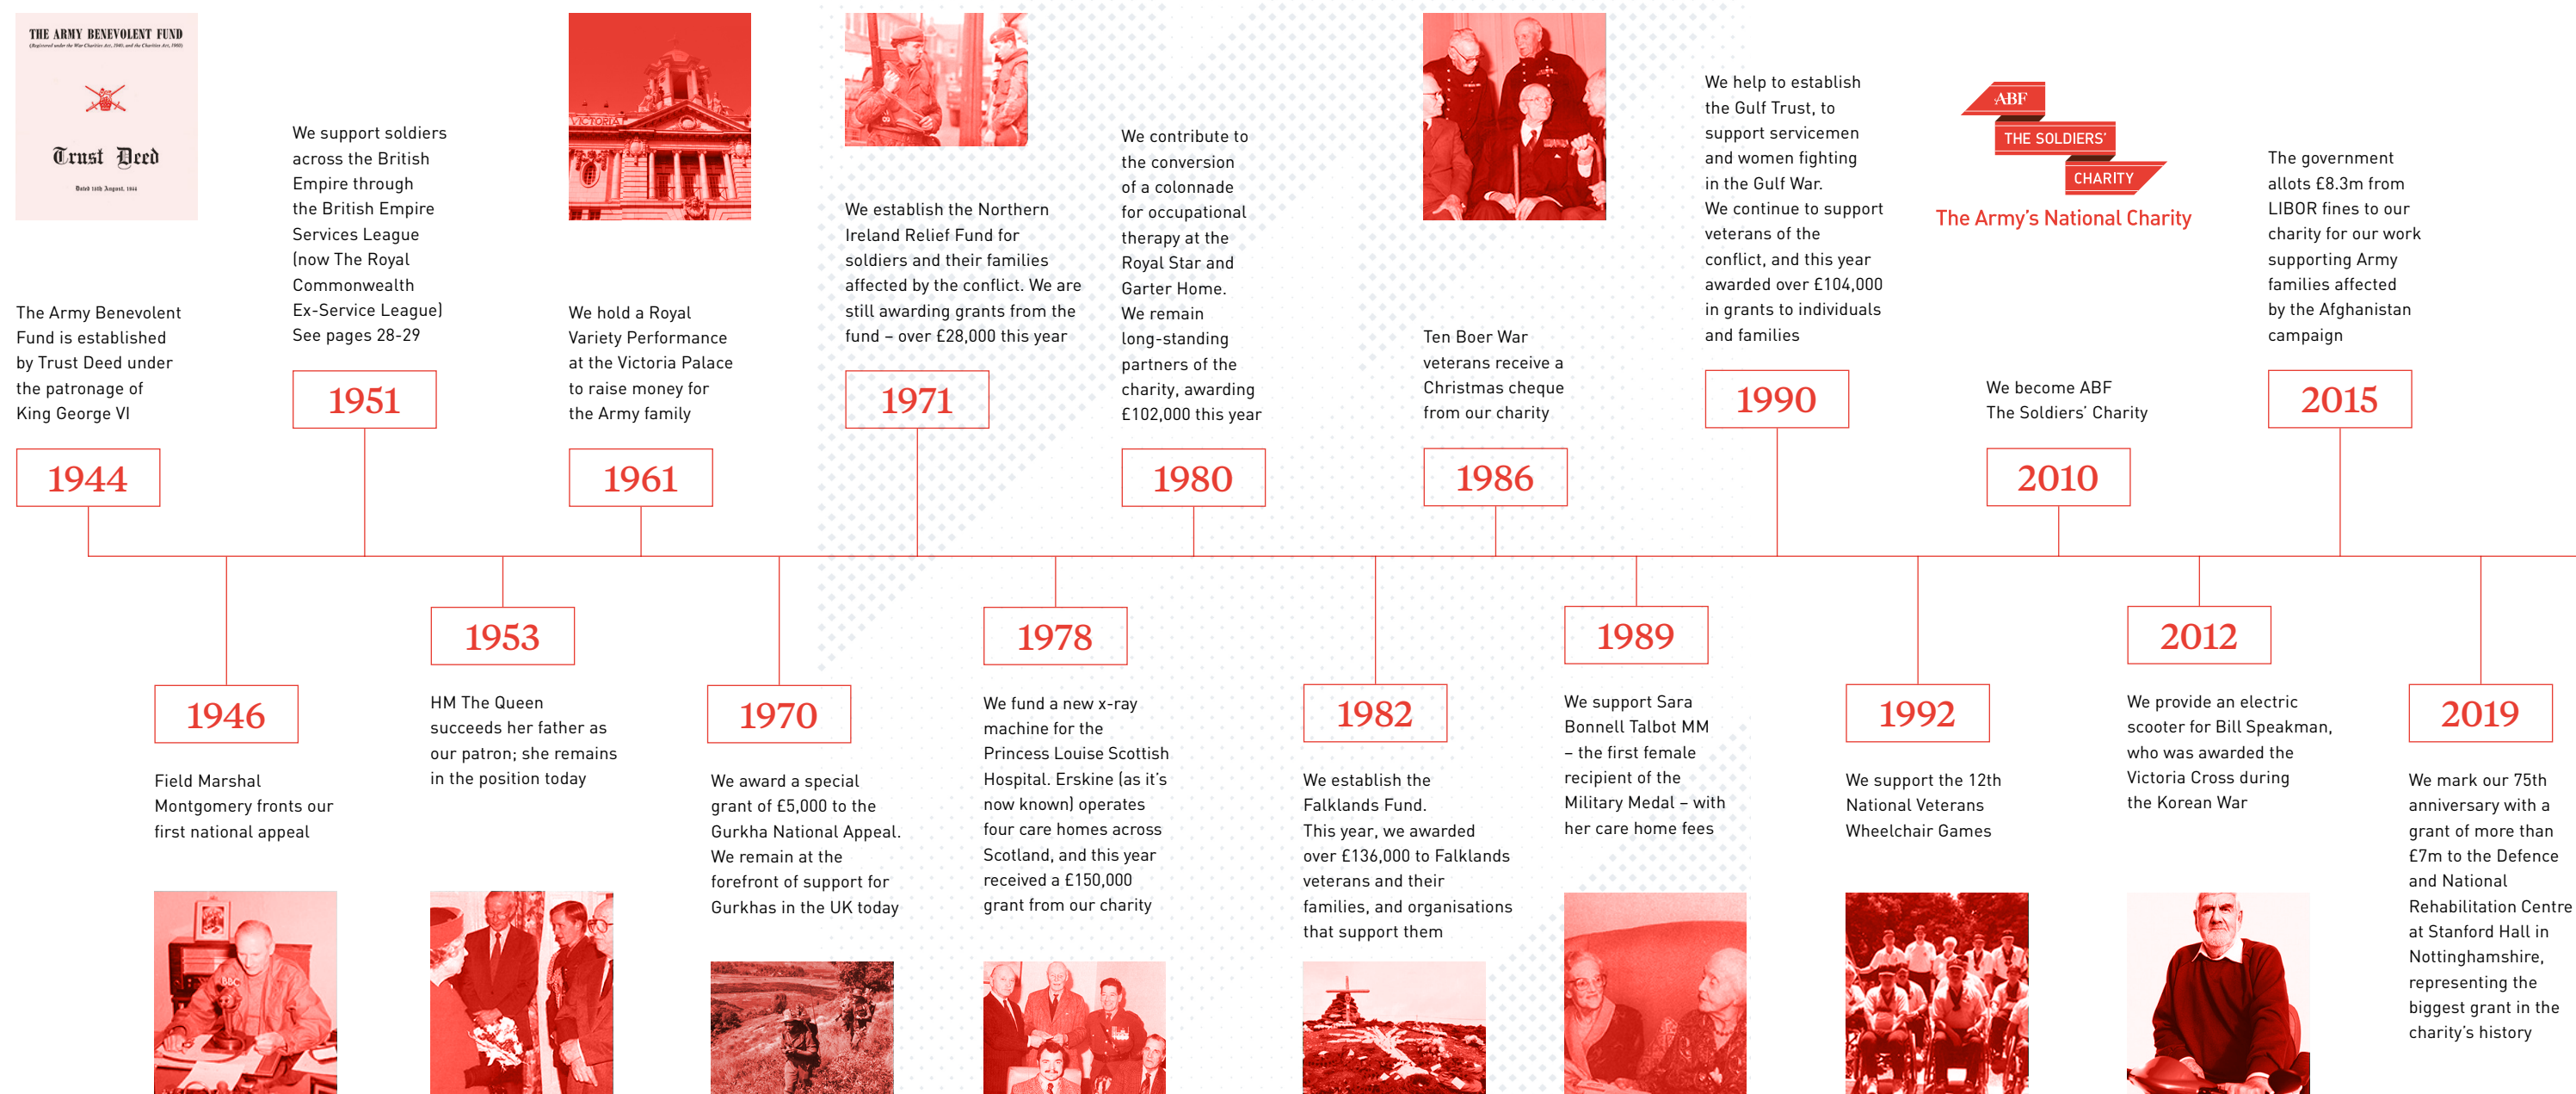 THE ARMY BENEVOLENT FUND
(Registered under the War Charities Act, 1940, and the Charities Act, 1960)
Trust Deed
Dated 15th August, 1944
The Army Benevolent
Fund is established
by Trust Deed under
the patronage of
King George VI
1944
We support soldiers
across the British
Empire through
the British Empire
Services League
(now The Royal
Commonwealth
Ex-Service League)
See pages 28-29
1951
VICTORIA
We hold a Royal
Variety Performance
at the Victoria Palace
to raise money for
the Army family
1961
We establish the Northern
Ireland Relief Fund for
soldiers and their families
affected by the conflict. We are
still awarding grants from the
fund – over £28,000 this year
1971
We contribute to
the conversion
of a colonnade
for occupational
therapy at the
Royal Star and
Garter Home.
We remain
long-standing
partners of the
charity, awarding
£102,000 this year
1980
Ten Boer War
veterans receive a
Christmas cheque
from our charity
1986
We help to establish
the Gulf Trust, to
support servicemen
and women fighting
in the Gulf War.
We continue to support
veterans of the
conflict, and this year
awarded over £104,000
in grants to individuals
and families
1990
ABF
THE SOLDIERS'
CHARITY
The Army's National Charity
We become ABF
The Soldiers' Charity
2010
The government
allots £8.3m from
LIBOR fines to our
charity for our work
supporting Army
families affected
by the Afghanistan
campaign
2015
1946
Field Marshal
Montgomery fronts our
first national appeal
BBC
1953
HM The Queen
succeeds her father as
our patron; she remains
in the position today
1970
We award a special
grant of £5,000 to the
Gurkha National Appeal.
We remain at the
forefront of support for
Gurkhas in the UK today
1978
We fund a new x-ray
machine for the
Princess Louise Scottish
Hospital. Erskine (as it's
now known) operates
four care homes across
Scotland, and this year
received a £150,000
grant from our charity
1982
We establish the
Falklands Fund.
This year, we awarded
over £136,000 to Falklands
veterans and their
families, and organisations
that support them
1989
We support Sara
Bonnell Talbot MM
– the first female
recipient of the
Military Medal – with
her care home fees
1992
We support the 12th
National Veterans
Wheelchair Games
2012
We provide an electric
scooter for Bill Speakman,
who was awarded the
Victoria Cross during
the Korean War
2019
We mark our 75th
anniversary with a
grant of more than
£7m to the Defence
and National
Rehabilitation Centre
at Stanford Hall in
Nottinghamshire,
representing the
biggest grant in the
charity's history